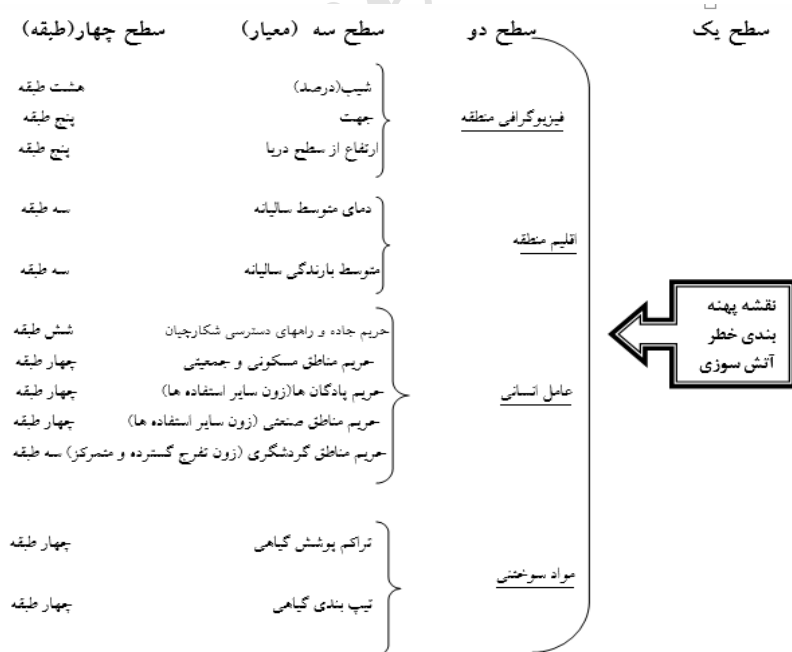 سطح یک سطح دو سطح سه (معیار) سطح چهار(طبقه)
شیب(درصد) هشت طبقه
فیزیوگرافی منطقه جهت پنج طبقه
ارتفاع از سطح دریا پنج طبقه
دمای متوسط سالیانه سه طبقه
اقلیم منطقه
متوسط بارندگی سالیانه سه طبقه
نقشه پهنه
بندی خطر
آتش سوزی
حریم جاده و راههای دسترسی شکارچیان شش طبقه
حریم مناطق مسکونی و جمعیتی چهار طبقه
عامل انسانی حریم پادگان ها(زون سایر استفاده ها) چهار طبقه
حریم مناطق صنعتی (زون سایر استفاده ها) چهار طبقه
حریم مناطق گردشگری (زون تفرج گسترده و متمرکز) سه طبقه
تراکم پوشش گیاهی چهار طبقه
مواد سوختنی
تیپ بندی گیاهی چهار طبقه